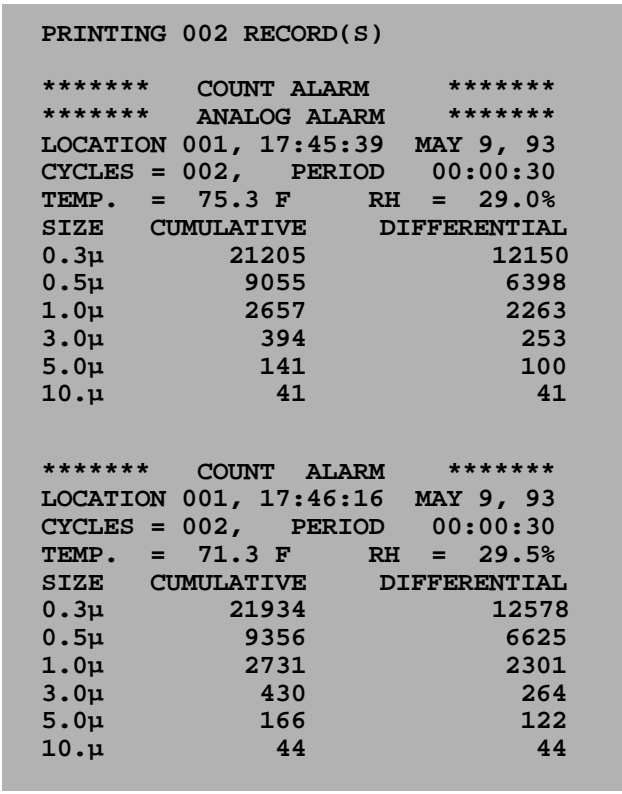 PRINTING 002 RECORD(S)
******* COUNT ALARM *******
******* ANALOG ALARM *******
LOCATION 001, 17:45:39 MAY 9, 93
CYCLES = 002, PERIOD 00:00:30
TEMP. = 75.3 F RH = 29.0%
SIZE CUMULATIVE DIFFERENTIAL
0.3µ 21205 12150
0.5µ 9055 6398
1.0µ 2657 2263
3.0µ 394 253
5.0µ 141 100
10.µ 41 41
******* COUNT ALARM *******
LOCATION 001, 17:46:16 MAY 9, 93
CYCLES = 002, PERIOD 00:00:30
TEMP. = 71.3 F RH = 29.5%
SIZE CUMULATIVE DIFFERENTIAL
0.3µ 21934 12578
0.5µ 9356 6625
1.0µ 2731 2301
3.0µ 430 264
5.0µ 166 122
10.µ 44 44